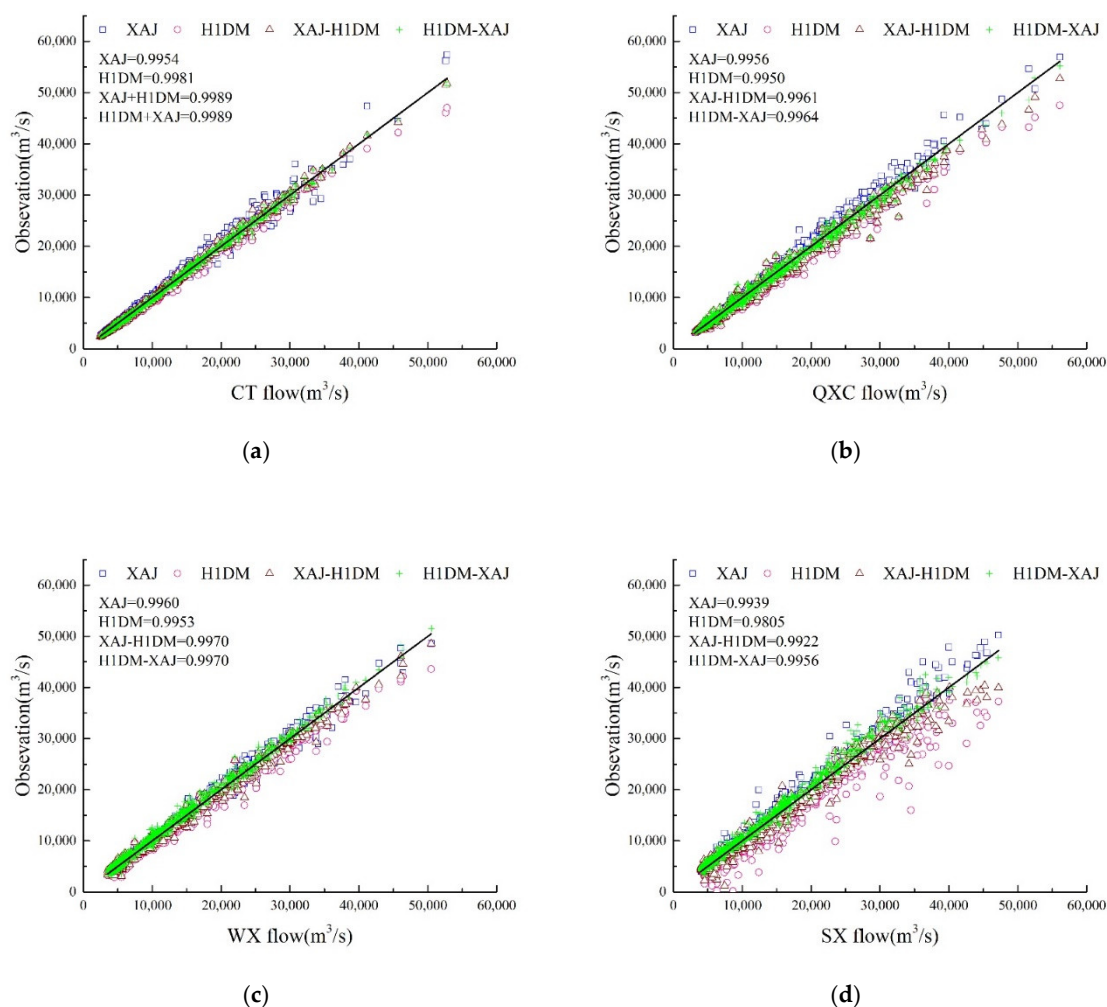 XAJ H1DM XAJ-H1DM H1DM-XAJ
60,000
XAJ=0.9954
H1DM=0.9981
XAJ+H1DM=0.9989
H1DM+XAJ=0.9989
50,000
40,000
30,000
20,000
10,000
0
Obsevation(m³/s)
0 10,000 20,000 30,000 40,000 50,000 60,000
CT flow(m³/s)
(a)
XAJ H1DM XAJ-H1DM H1DM-XAJ
60,000
XAJ=0.9956
H1DM=0.9950
XAJ-H1DM=0.9961
H1DM-XAJ=0.9964
50,000
40,000
30,000
20,000
10,000
0
Obsevation(m³/s)
0 10,000 20,000 30,000 40,000 50,000 60,000
QXC flow(m³/s)
(b)
XAJ H1DM XAJ-H1DM H1DM-XAJ
60,000
XAJ=0.9960
H1DM=0.9953
XAJ-H1DM=0.9970
H1DM-XAJ=0.9970
50,000
40,000
30,000
20,000
10,000
0
Obsevation(m³/s)
0 10,000 20,000 30,000 40,000 50,000 60,000
WX flow(m³/s)
(c)
XAJ H1DM XAJ-H1DM H1DM-XAJ
60,000
XAJ=0.9939
H1DM=0.9805
XAJ-H1DM=0.9922
H1DM-XAJ=0.9956
50,000
40,000
30,000
20,000
10,000
0
Obsevation(m³/s)
0 10,000 20,000 30,000 40,000 50,000 60,000
SX flow(m³/s)
(d)